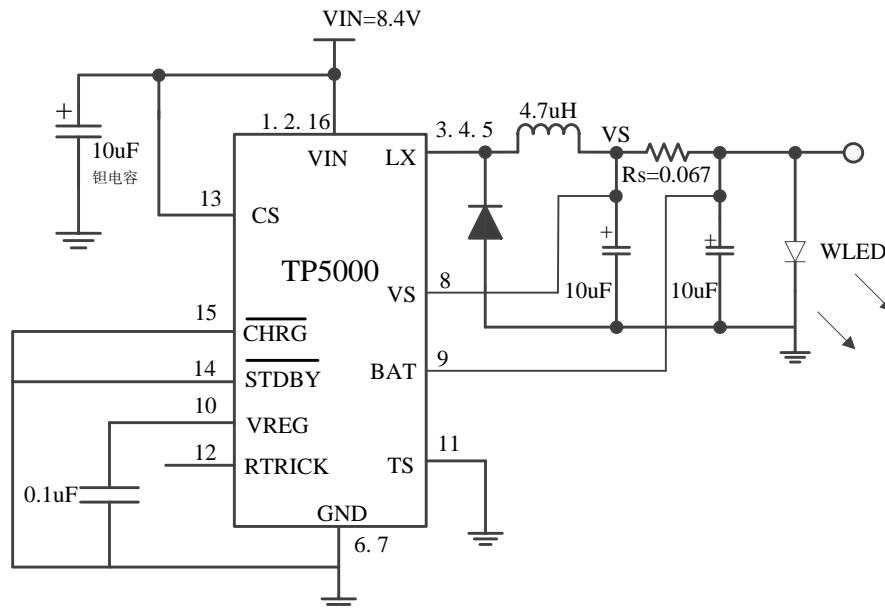 VIN=8.4V
+
10uF
钽电容
1. 2. 16
VIN
3. 4. 5
LX
4.7uH
VS
Rs=0.067
13
CS
TP5000
VS
8
+
10uF
+
10uF
WLED
15
CHRG
14
STDBY
BAT
9
10
VREG
12
RTRICK
TS
11
0.1uF
GND
6. 7